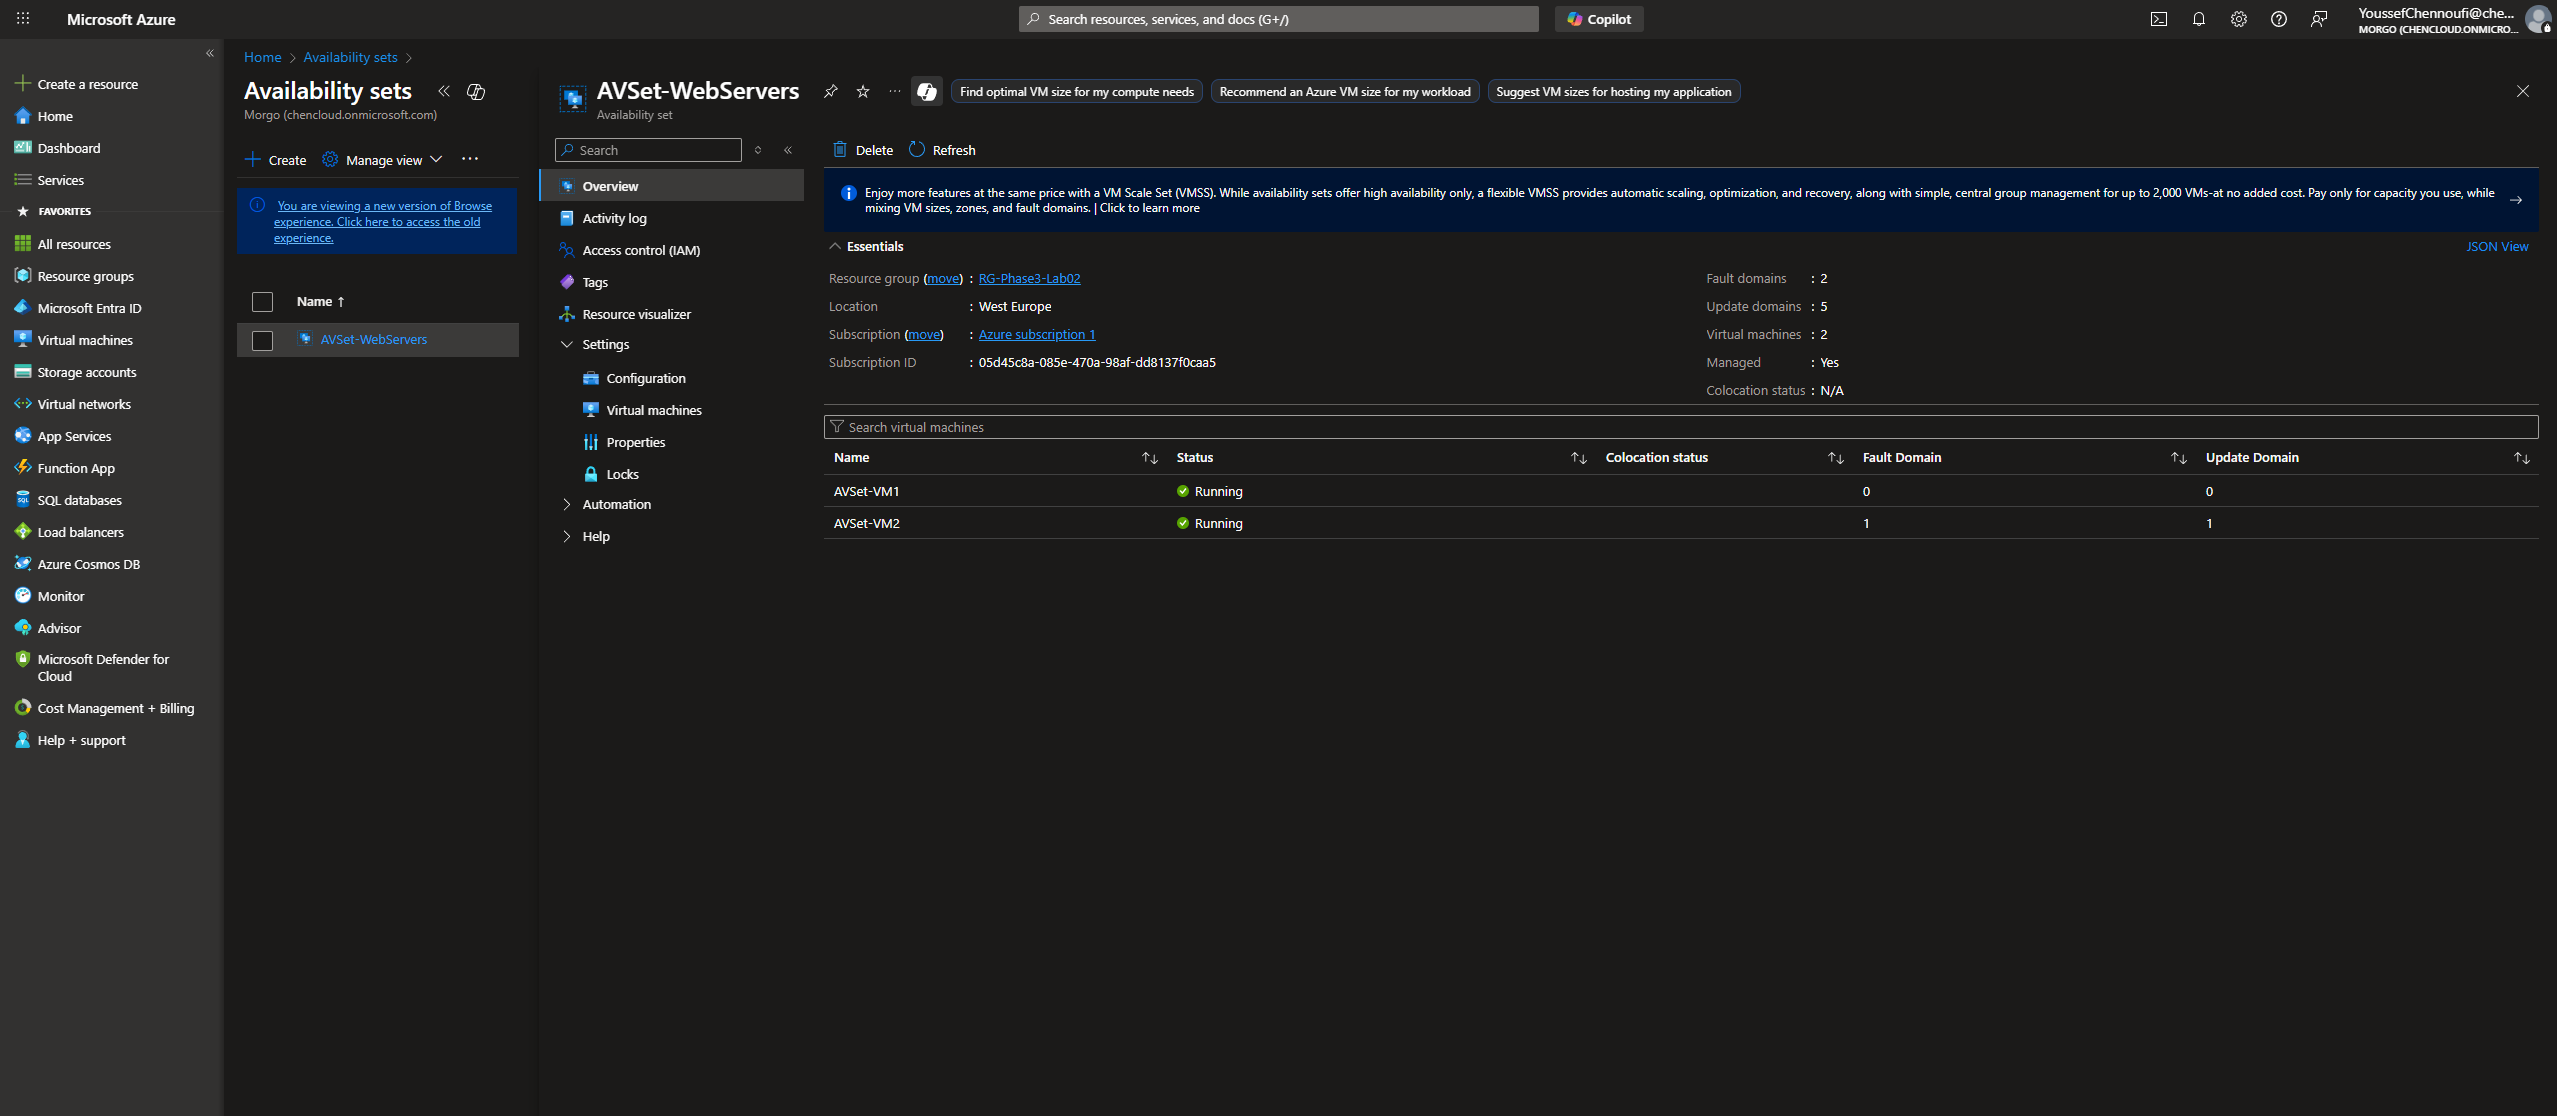 Microsoft Azure
Search resources, services, and docs (G+/)
Copilot
YoussefChennoufi@che...
MORGO (CHENCLOUD.ONMICRO...
Create a resource
Home
Dashboard
Services
FAVORITES
All resources
Resource groups
Microsoft Entra ID
Virtual machines
Storage accounts
Virtual networks
App Services
Function App
SQL databases
Load balancers
Azure Cosmos DB
Monitor
Advisor
Microsoft Defender for
Cloud
Cost Management + Billing
Help + support
Home > Availability sets >
Availability sets
Morgo (chencloud.onmicrosoft.com)
Create
Manage view
You are viewing a new version of Browse
experience. Click here to access the old
experience.
Name ↑
AVSet-WebServers
AVSet-WebServers
Availability set
Find optimal VM size for my compute needs
Recommend an Azure VM size for my workload
Suggest VM sizes for hosting my application
Search
Overview
Activity log
Access control (IAM)
Tags
Resource visualizer
Settings
Configuration
Virtual machines
Properties
Locks
Automation
Help
Delete
Refresh
Enjoy more features at the same price with a VM Scale Set (VMSS). While availability sets offer high availability only, a flexible VMSS provides automatic scaling, optimization, and recovery, along with simple, central group management for up to 2,000 VMs-at no added cost. Pay only for capacity you use, while
mixing VM sizes, zones, and fault domains. | Click to learn more
Essentials
JSON View
Resource group (move) : RG-Phase3-Lab02
Location : West Europe
Subscription (move) : Azure subscription 1
Subscription ID : 05d45c8a-085e-470a-98af-dd8137f0caa5
Fault domains : 2
Update domains : 5
Virtual machines : 2
Managed : Yes
Colocation status : N/A
Search virtual machines
Name Status Colocation status Fault Domain Update Domain
AVSet-VM1 Running 0 0
AVSet-VM2 Running 1 1